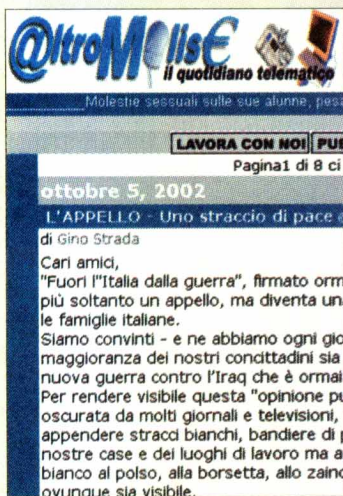 @ltroMolisE
il quotidiano telematico
Molestie sessuali sulle sue alunne, pesa
LAVORA CON NOI PUB
Pagina1 di 8 ci
ottobre 5, 2002
L'APPELLO - Uno straccio di pace a
di Gino Strada
Cari amici,
"Fuori l"Italia dalla guerra", firmato orm
più soltanto un appello, ma diventa una
le famiglie italiane.
Siamo convinti - e ne abbiamo ogni gio
maggioranza dei nostri concittadini sia
nuova guerra contro l'Iraq che è ormai
Per rendere visibile questa "opinione pu
oscurata da molti giornali e televisioni,
appendere stracci bianchi, bandiere di p
nostre case e dei luoghi di lavoro ma a
bianco al polso, alla borsetta, allo zaino
ovunque sia visibile.